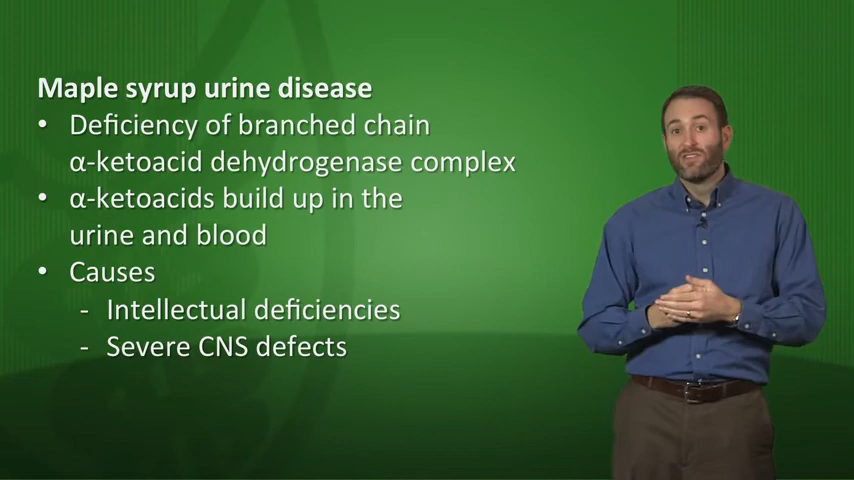 Maple syrup urine disease
• Deficiency of branched chain
α-ketoacid dehydrogenase complex
• α-ketoacids build up in the
urine and blood
• Causes
- Intellectual deficiencies
- Severe CNS defects